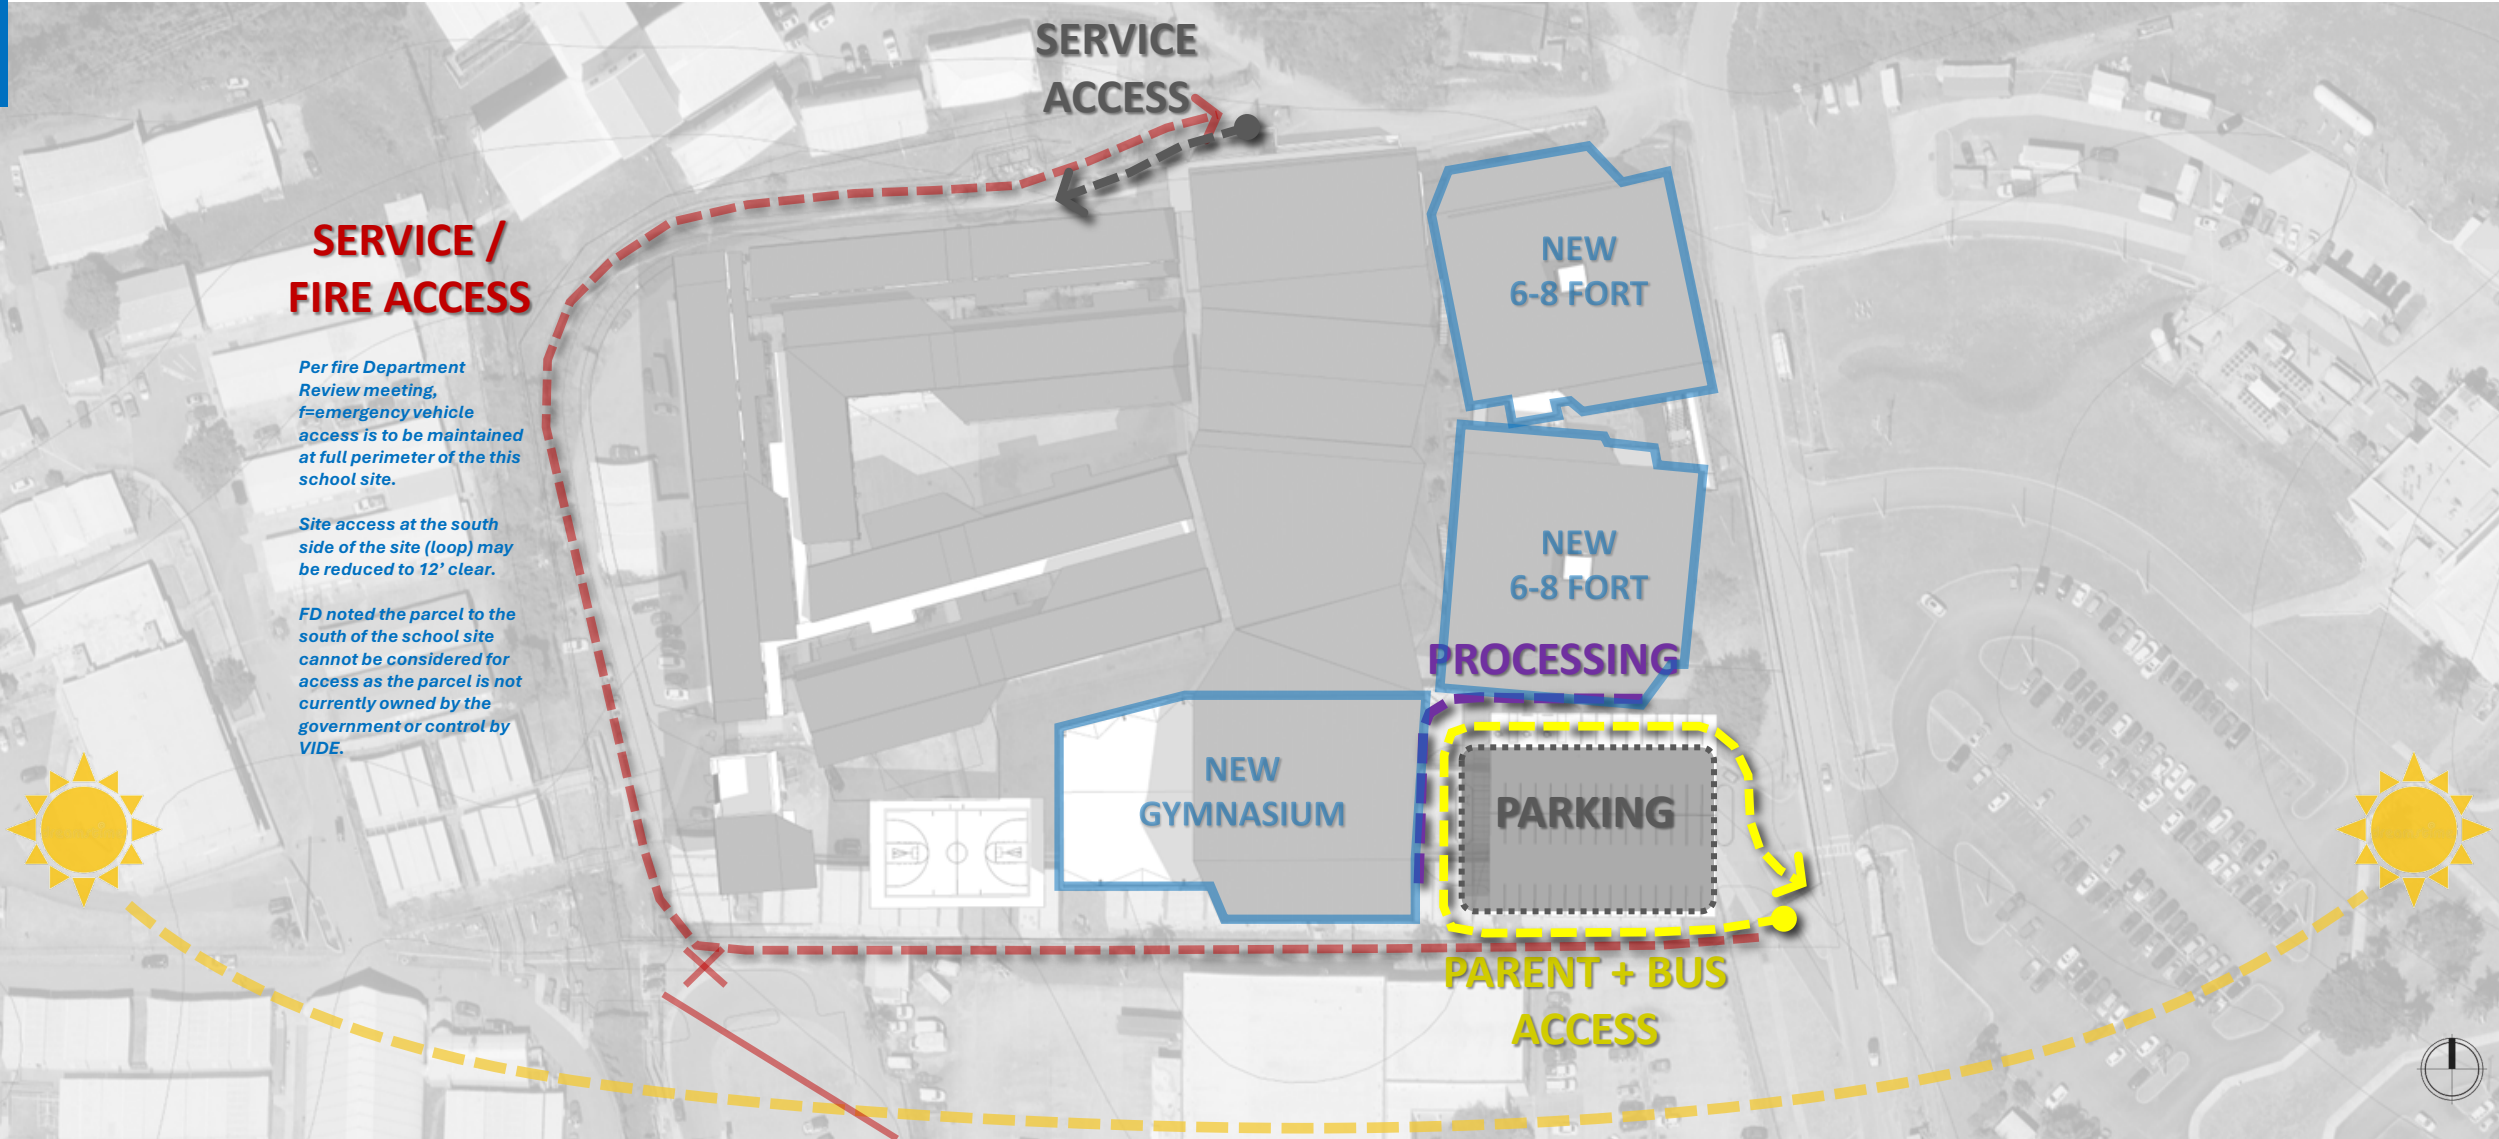 SERVICE
ACCESS
SERVICE /
FIRE ACCESS
Per fire Department
Review meeting,
f=emergency vehicle
access is to be maintained
at full perimeter of the this
school site.
Site access at the south
side of the site (loop) may
be reduced to 12’ clear.
FD noted the parcel to the
south of the school site
cannot be considered for
access as the parcel is not
currently owned by the
government or control by
VIDE.
NEW
6-8 FORT
NEW
6-8 FORT
PROCESSING
NEW
GYMNASIUM
PARKING
PARENT + BUS
ACCESS